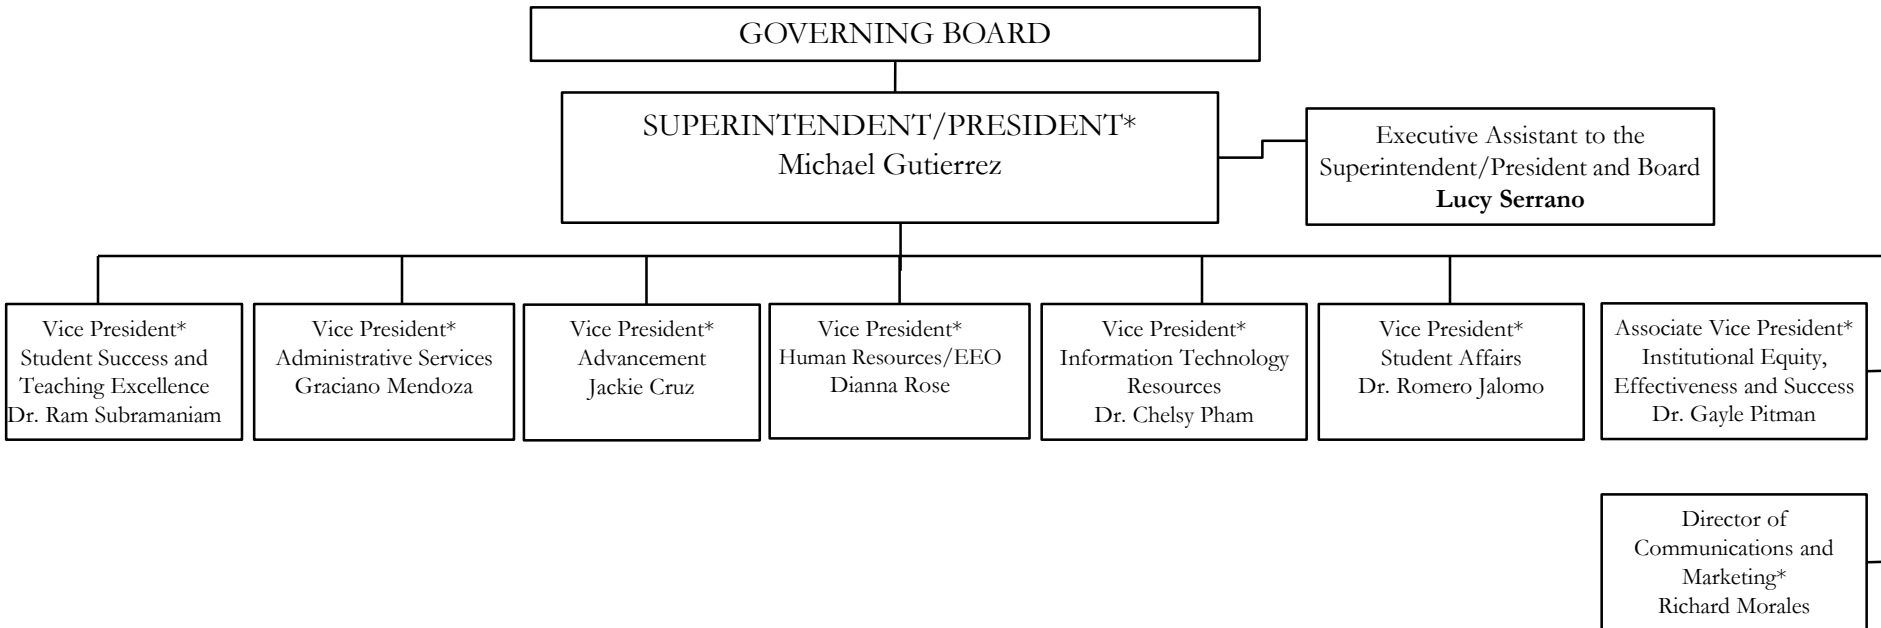 GOVERNING BOARD
SUPERINTENDENT/PRESIDENT*
Michael Gutierrez
Executive Assistant to the
Superintendent/President and Board
Lucy Serrano
Vice President*
Student Success and
Teaching Excellence
Dr. Ram Subramaniam
Vice President*
Administrative Services
Graciano Mendoza
Vice President*
Advancement
Jackie Cruz
Vice President*
Human Resources/EEO
Dianna Rose
Vice President*
Information Technology
Resources
Dr. Chelsy Pham
Vice President*
Student Affairs
Dr. Romero Jalomo
Associate Vice President*
Institutional Equity,
Effectiveness and Success
Dr. Gayle Pitman
Director of
Communications and
Marketing*
Richard Morales